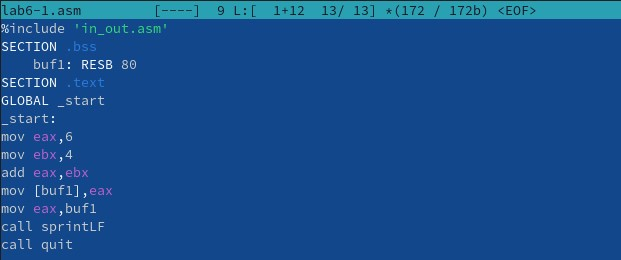 lab6-1.asm [----] 9 L:[ 1+12 13/ 13] *(172 / 172b) <EOF>
%include 'in_out.asm'
SECTION .bss
    buf1: RESB 80
SECTION .text
GLOBAL _start
_start:
mov eax,6
mov ebx,4
add eax,ebx
mov [buf1],eax
mov eax,buf1
call sprintLF
call quit